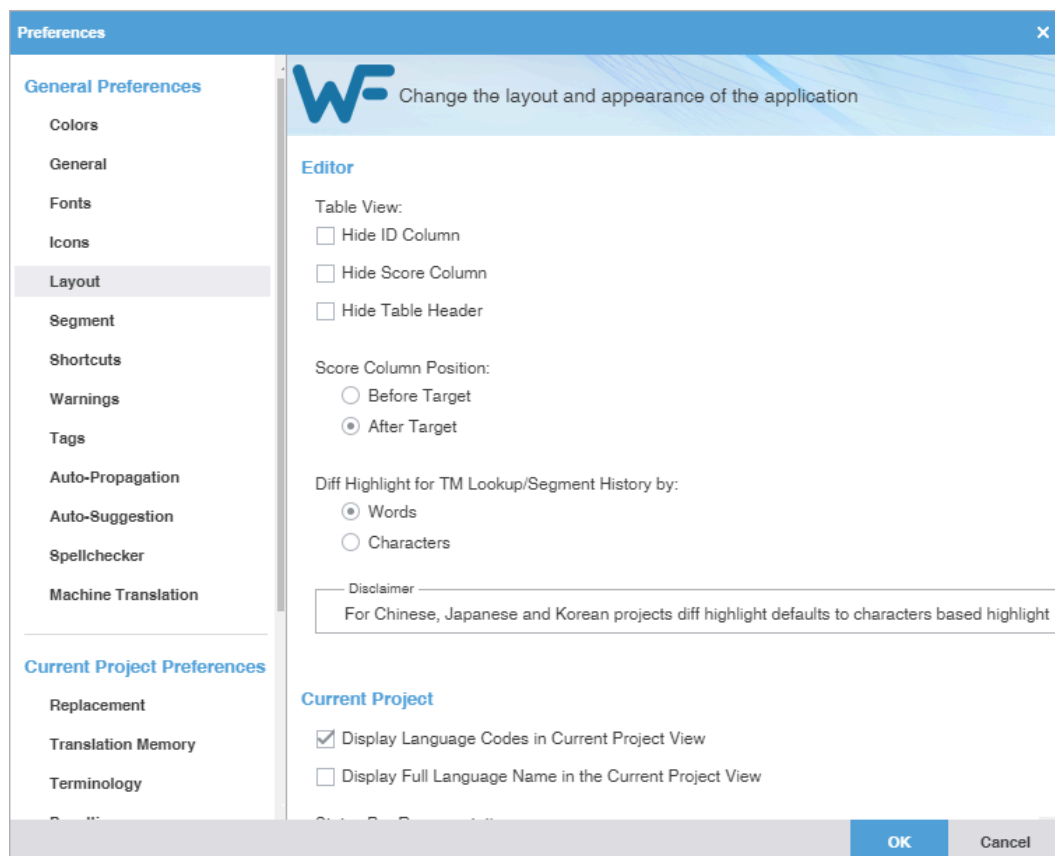 Preferences
General Preferences
Colors
General
Fonts
Icons
Layout
Segment
Shortcuts
Warnings
Tags
Auto-Propagation
Auto-Suggestion
Spellchecker
Machine Translation
Current Project Preferences
Replacement
Translation Memory
Terminology
WF Change the layout and appearance of the application
Editor
Table View:
Hide ID Column
Hide Score Column
Hide Table Header
Score Column Position:
Before Target
After Target
Diff Highlight for TM Lookup/Segment History by:
Words
Characters
Disclaimer
For Chinese, Japanese and Korean projects diff highlight defaults to characters based highlight
Current Project
Display Language Codes in Current Project View
Display Full Language Name in the Current Project View
OK Cancel